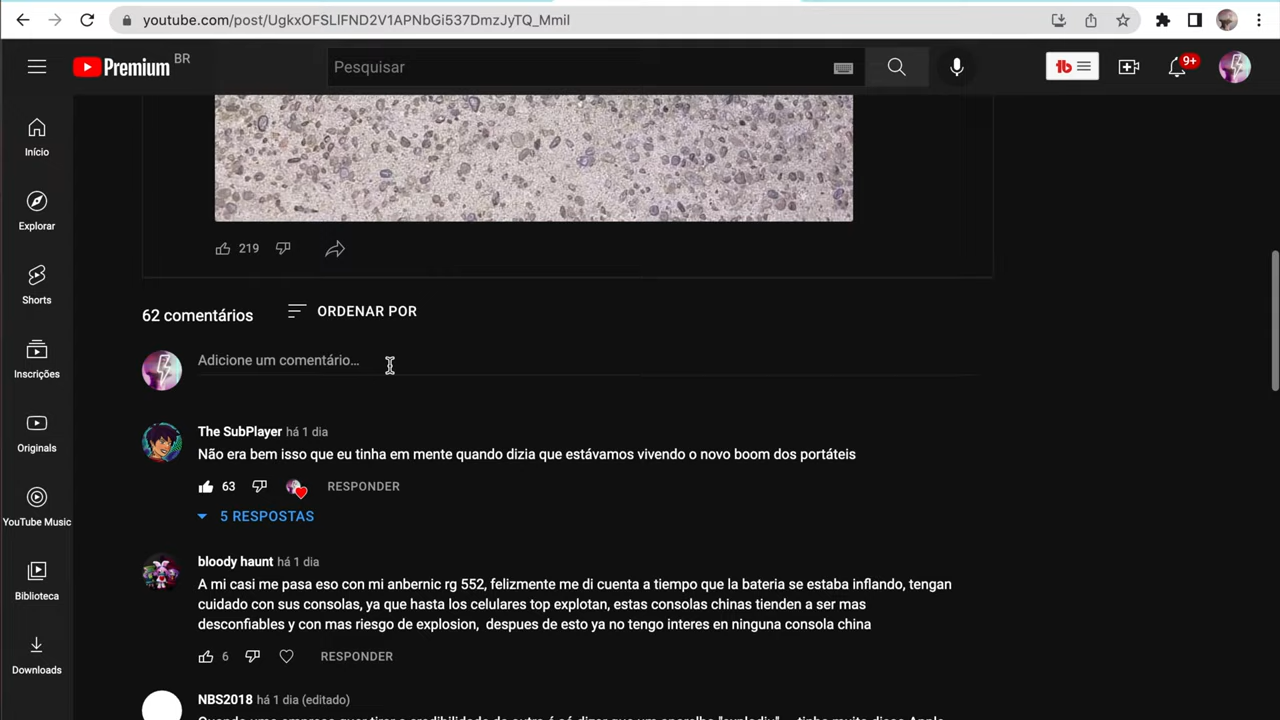 youtube.com/post/UgkxOFSLlFND2V1APNbGi537DmzJyTQ_Mmil
Premium BR
Pesquisar
9+
Início
Explorar
Shorts
Inscrições
Originals
YouTube Music
Biblioteca
Downloads
219
62 comentários
ORDENAR POR
Adicione um comentário...
The SubPlayer há 1 dia
Não era bem isso que eu tinha em mente quando dizia que estávamos vivendo o novo boom dos portáteis
63 RESPONDER
5 RESPOSTAS
bloody haunt há 1 dia
A mi casi me pasa eso con mi anbernic rg 552, felizmente me di cuenta a tiempo que la bateria se estaba inflando, tengan
cuidado con sus consolas, ya que hasta los celulares top explotan, estas consolas chinas tienden a ser mas
desconfiables y con mas riesgo de explosion, despues de esto ya no tengo interes en ninguna consola china
6 RESPONDER
NBS2018 há 1 dia (editado)